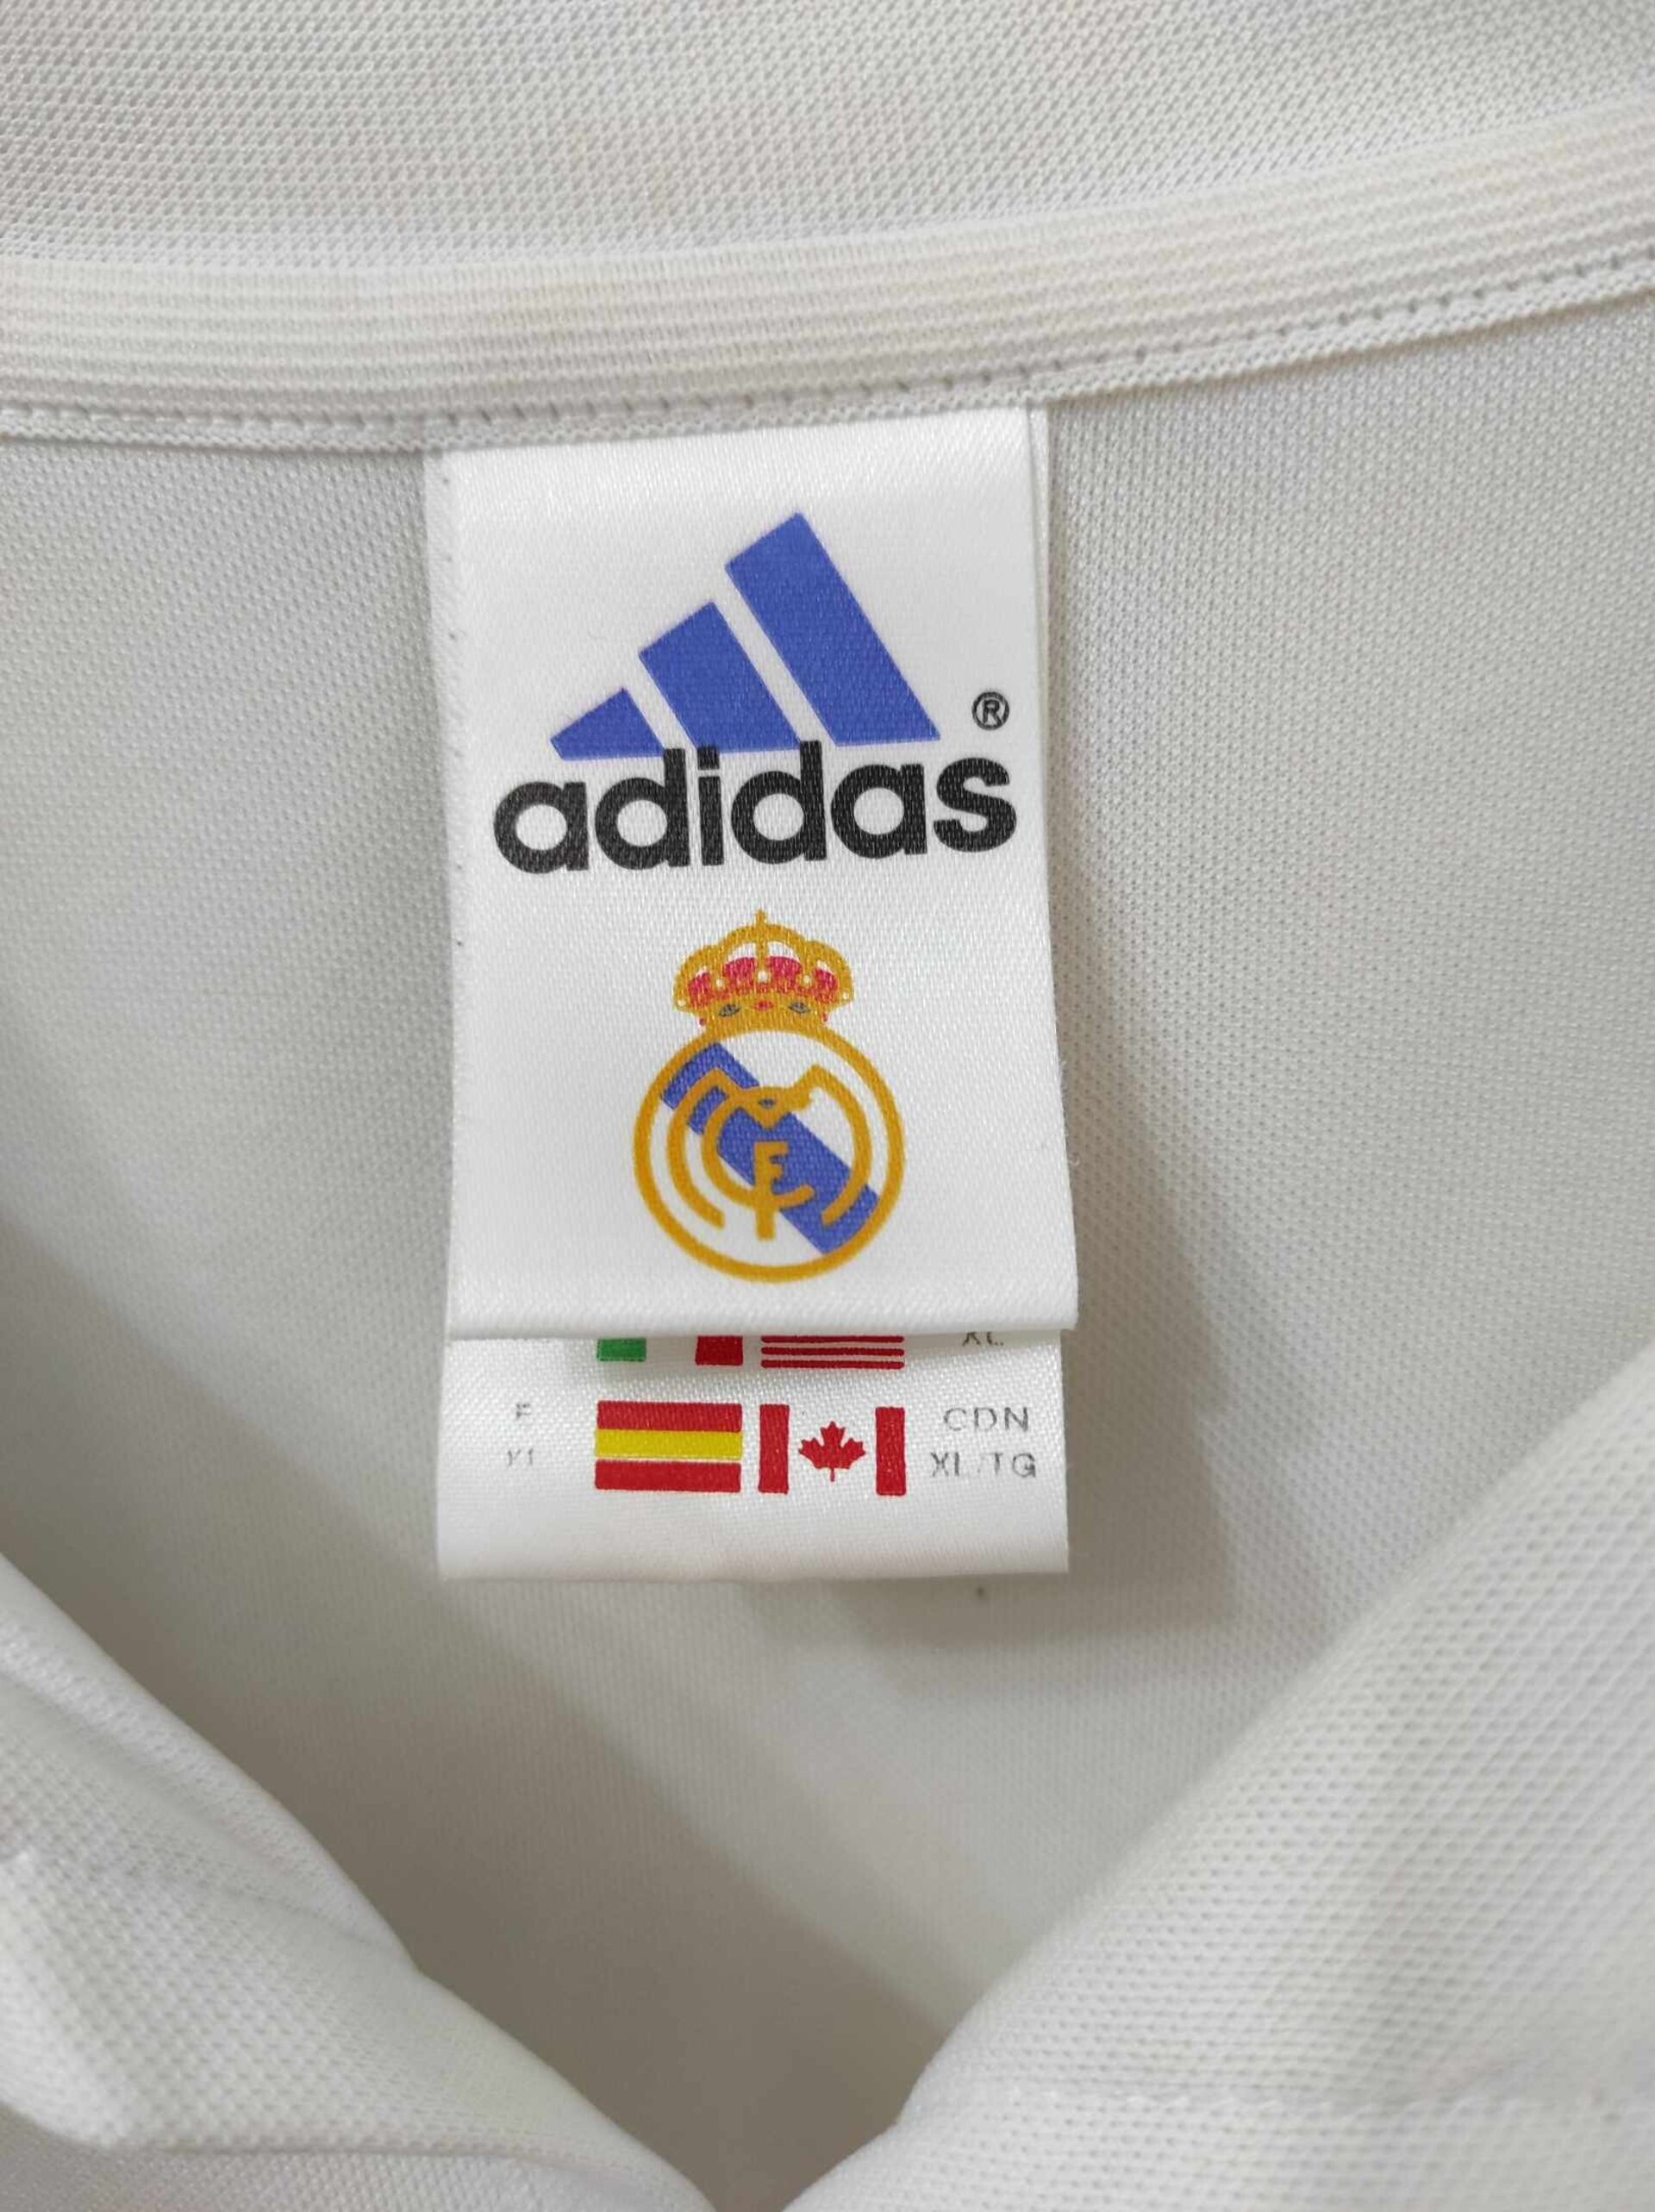 ®
adidas
XL
E CDN
XL/TG